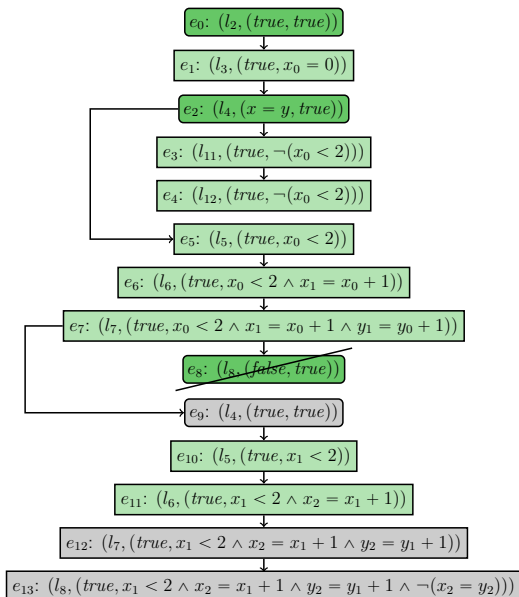 e₀: (l₂, (true, true))
e₁: (l₃, (true, x₀ = 0))
e₂: (l₄, (x = y, true))
e₃: (l₁₁, (true, ¬(x₀ < 2)))
e₄: (l₁₂, (true, ¬(x₀ < 2)))
e₅: (l₅, (true, x₀ < 2))
e₆: (l₆, (true, x₀ < 2 ∧ x₁ = x₀ + 1))
e₇: (l₇, (true, x₀ < 2 ∧ x₁ = x₀ + 1 ∧ y₁ = y₀ + 1))
e₈: (l₈, (false, true))
e₉: (l₄, (true, true))
e₁₀: (l₅, (true, x₁ < 2))
e₁₁: (l₆, (true, x₁ < 2 ∧ x₂ = x₁ + 1))
e₁₂: (l₇, (true, x₁ < 2 ∧ x₂ = x₁ + 1 ∧ y₂ = y₁ + 1))
e₁₃: (l₈, (true, x₁ < 2 ∧ x₂ = x₁ + 1 ∧ y₂ = y₁ + 1 ∧ ¬(x₂ = y₂)))